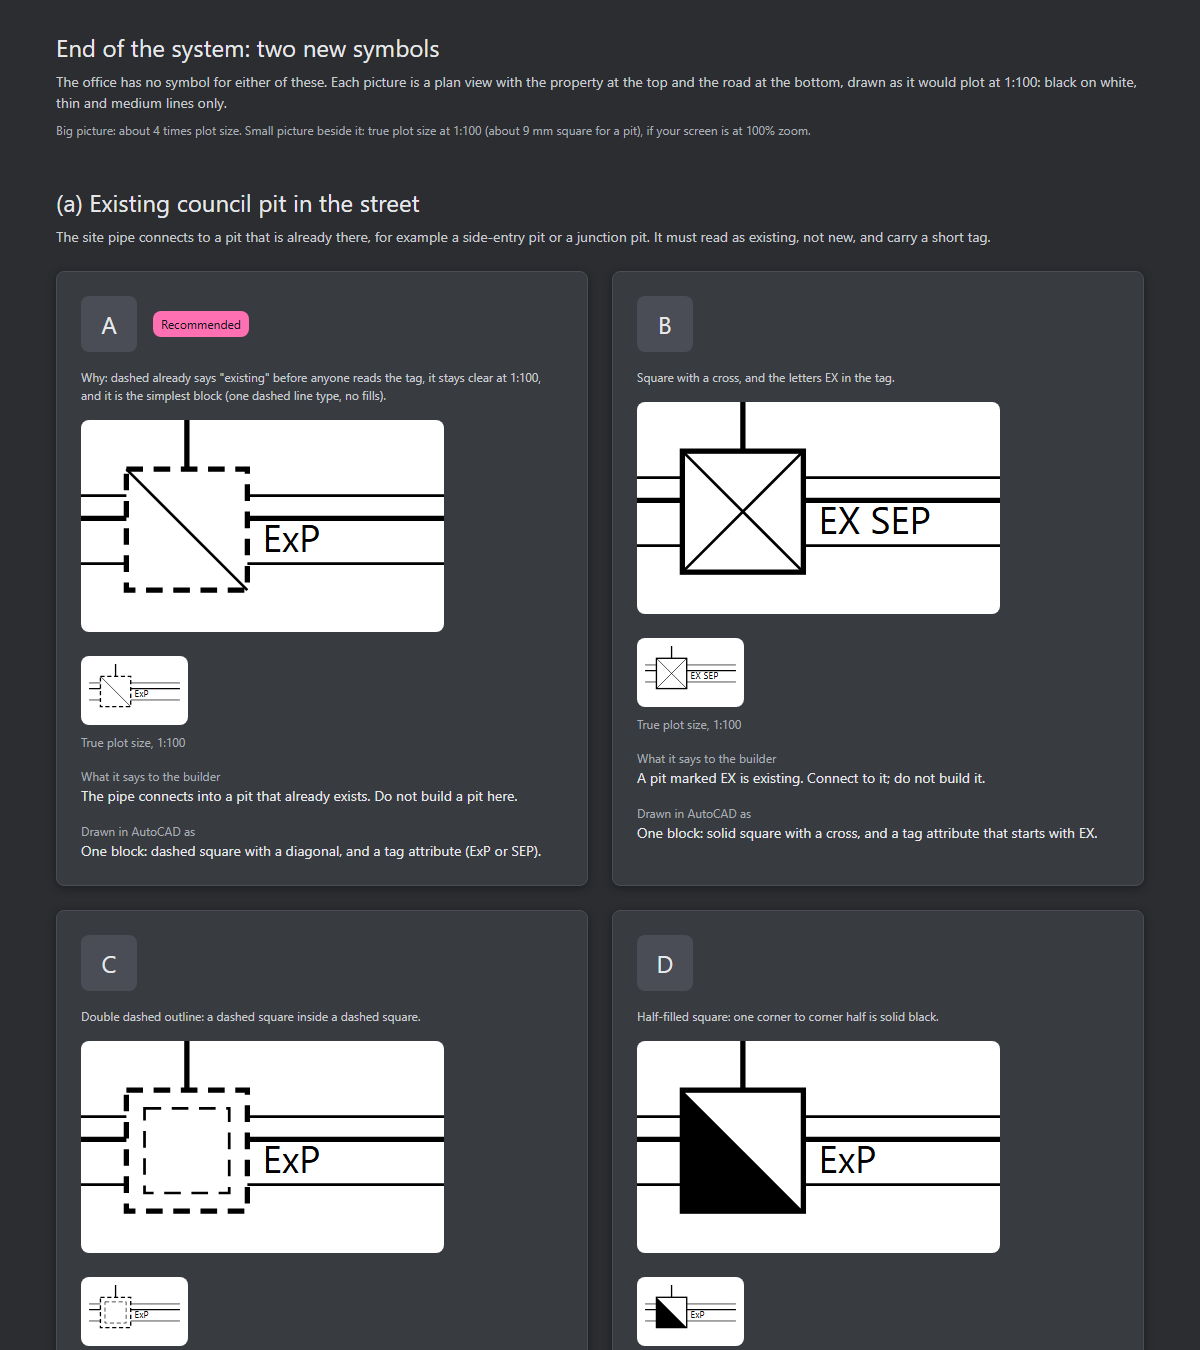 End of the system: two new symbols
The office has no symbol for either of these. Each picture is a plan view with the property at the top and the road at the bottom, drawn as it would plot at 1:100: black on white,
thin and medium lines only.
Big picture: about 4 times plot size. Small picture beside it: true plot size at 1:100 (about 9 mm square for a pit), if your screen is at 100% zoom.
(a) Existing council pit in the street
The site pipe connects to a pit that is already there, for example a side-entry pit or a junction pit. It must read as existing, not new, and carry a short tag.
A
Recommended
Why: dashed already says "existing" before anyone reads the tag, it stays clear at 1:100,
and it is the simplest block (one dashed line type, no fills).
ExP
ExP
True plot size, 1:100
What it says to the builder
The pipe connects into a pit that already exists. Do not build a pit here.
Drawn in AutoCAD as
One block: dashed square with a diagonal, and a tag attribute (ExP or SEP).
B
Square with a cross, and the letters EX in the tag.
EX SEP
EX SEP
True plot size, 1:100
What it says to the builder
A pit marked EX is existing. Connect to it; do not build it.
Drawn in AutoCAD as
One block: solid square with a cross, and a tag attribute that starts with EX.
C
Double dashed outline: a dashed square inside a dashed square.
ExP
ExP
D
Half-filled square: one corner to corner half is solid black.
ExP
ExP